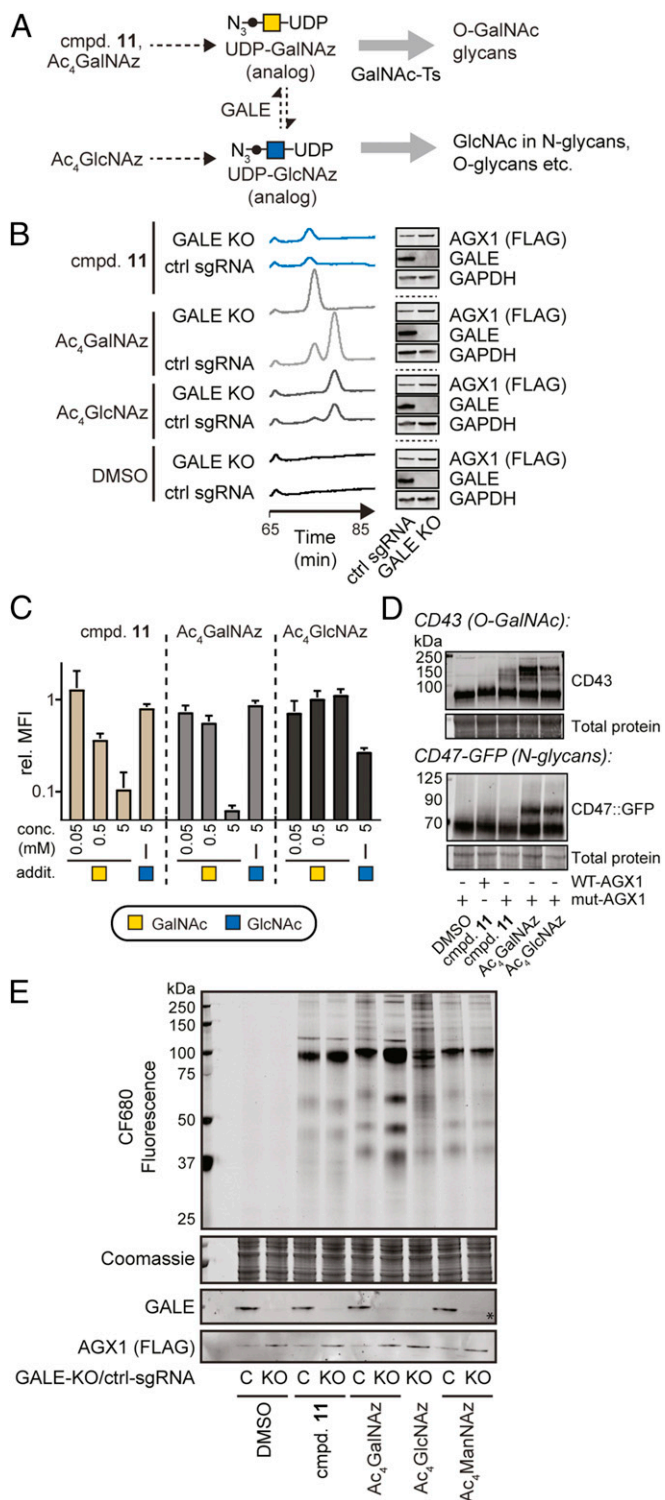 A
cmpd. 11,
Ac4GalNAz
N3
UDP
UDP-GalNAz
(analog)
GalNAc-Ts
O-GalNAc
glycans
GALE
Ac4GlcNAz
N3
UDP
UDP-GlcNAz
(analog)
GlcNAc in N-glycans,
O-glycans etc.
B
cmpd. 11
GALE KO
ctrl sgRNA
AGX1 (FLAG)
GALE
GAPDH
Ac4GalNAz
GALE KO
ctrl sgRNA
AGX1 (FLAG)
GALE
GAPDH
Ac4GlcNAz
GALE KO
ctrl sgRNA
AGX1 (FLAG)
GALE
GAPDH
DMSO
GALE KO
ctrl sgRNA
AGX1 (FLAG)
GALE
GAPDH
65
85
Time
(min)
ctrl sgRNA
GALE KO
C
cmpd. 11
Ac4GalNAz
Ac4GlcNAz
rel. MFI
1
0.1
conc.
(mM)
0.05 0.5 5 5 0.05 0.5 5 5 0.05 0.5 5 5
addit.
GalNAc GlcNAc
D
CD43 (O-GalNAc):
kDa
250
150
100
CD43
Total protein
CD47-GFP (N-glycans):
125
90
70
CD47::GFP
Total protein
- + - - - WT-AGX1
+ - + + + mut-AGX1
DMSO
cmpd. 11
cmpd. 11
Ac4GalNAz
Ac4GlcNAz
E
kDa
250
150
100
75
50
37
25
CF680
Fluorescence
Coomassie
GALE
*
AGX1 (FLAG)
GALE-KO/ctrl-sgRNA
C KO C KO C KO KO C KO
DMSO
cmpd. 11
Ac4GalNAz
Ac4GlcNAz
Ac4ManNAz